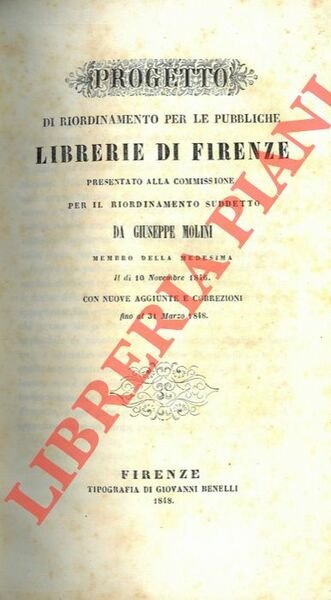 PROGETTO
DI RIORDINAMENTO PER LE PUBBLICHE
LIBRERIE DI FIRENZE
PRESENTATO ALLA COMMISSIONE
PER IL RIORDINAMENTO SUDDETTO
DA GIUSEPPE MOLINI
MEMBRO DELLA MEDESIMA
Il dì 10 Novembre 1846.
CON NUOVE AGGIUNTE E CORREZIONI
fino al 31 Marzo 1848.
FIRENZE
TIPOGRAFIA DI GIOVANNI BENELLI
1848.
LIBRERIA PIANI